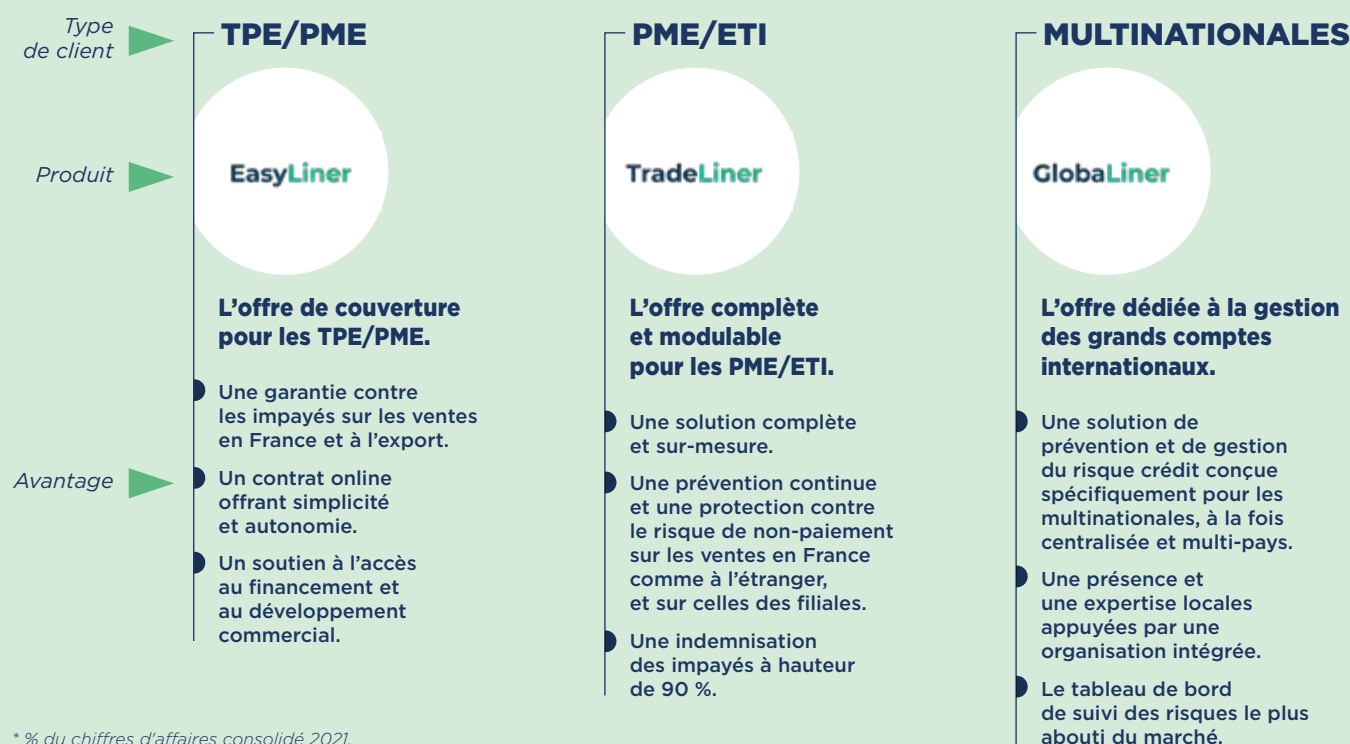 Type
de client
TPE/PME
PME/ETI
MULTINATIONALES
Produit
EasyLiner
TradeLiner
GlobaLiner
L’offre de couverture
pour les TPE/PME.
Avantage
Une garantie contre
les impayés sur les ventes
en France et à l’export.
Un contrat online
offrant simplicité
et autonomie.
Un soutien à l’accès
au financement et
au développement
commercial.
L’offre complète
et modulable
pour les PME/ETI.
Une solution complète
et sur-mesure.
Une prévention continue
et une protection contre
le risque de non-paiement
sur les ventes en France
comme à l’étranger,
et sur celles des filiales.
Une indemnisation
des impayés à hauteur
de 90 %.
L’offre dédiée à la gestion
des grands comptes
internationaux.
Une solution de
prévention et de gestion
du risque crédit conçue
spécifiquement pour les
multinationales, à la fois
centralisée et multi-pays.
Une présence et
une expertise locales
appuyées par une
organisation intégrée.
Le tableau de bord
de suivi des risques le plus
abouti du marché.
* % du chiffres d’affaires consolidé 2021.